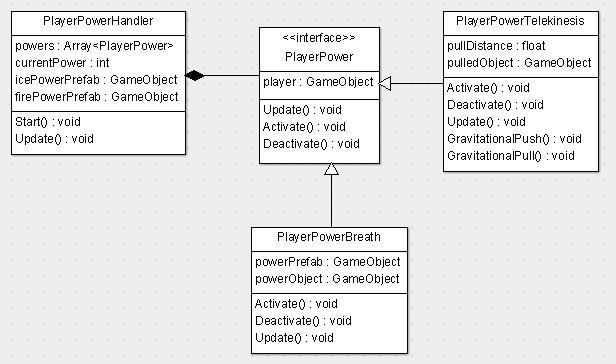 PlayerPowerHandler
powers : Array<PlayerPower>
currentPower : int
icePowerPrefab : GameObject
firePowerPrefab : GameObject
Start() : void
Update() : void
<<interface>>
PlayerPower
player : GameObject
Update() : void
Activate() : void
Deactivate() : void
PlayerPowerTelekinesis
pullDistance : float
pulledObject : GameObject
Activate() : void
Deactivate() : void
Update() : void
GravitationalPush() : void
GravitationalPull() : void
PlayerPowerBreath
powerPrefab : GameObject
powerObject : GameObject
Activate() : void
Deactivate() : void
Update() : void